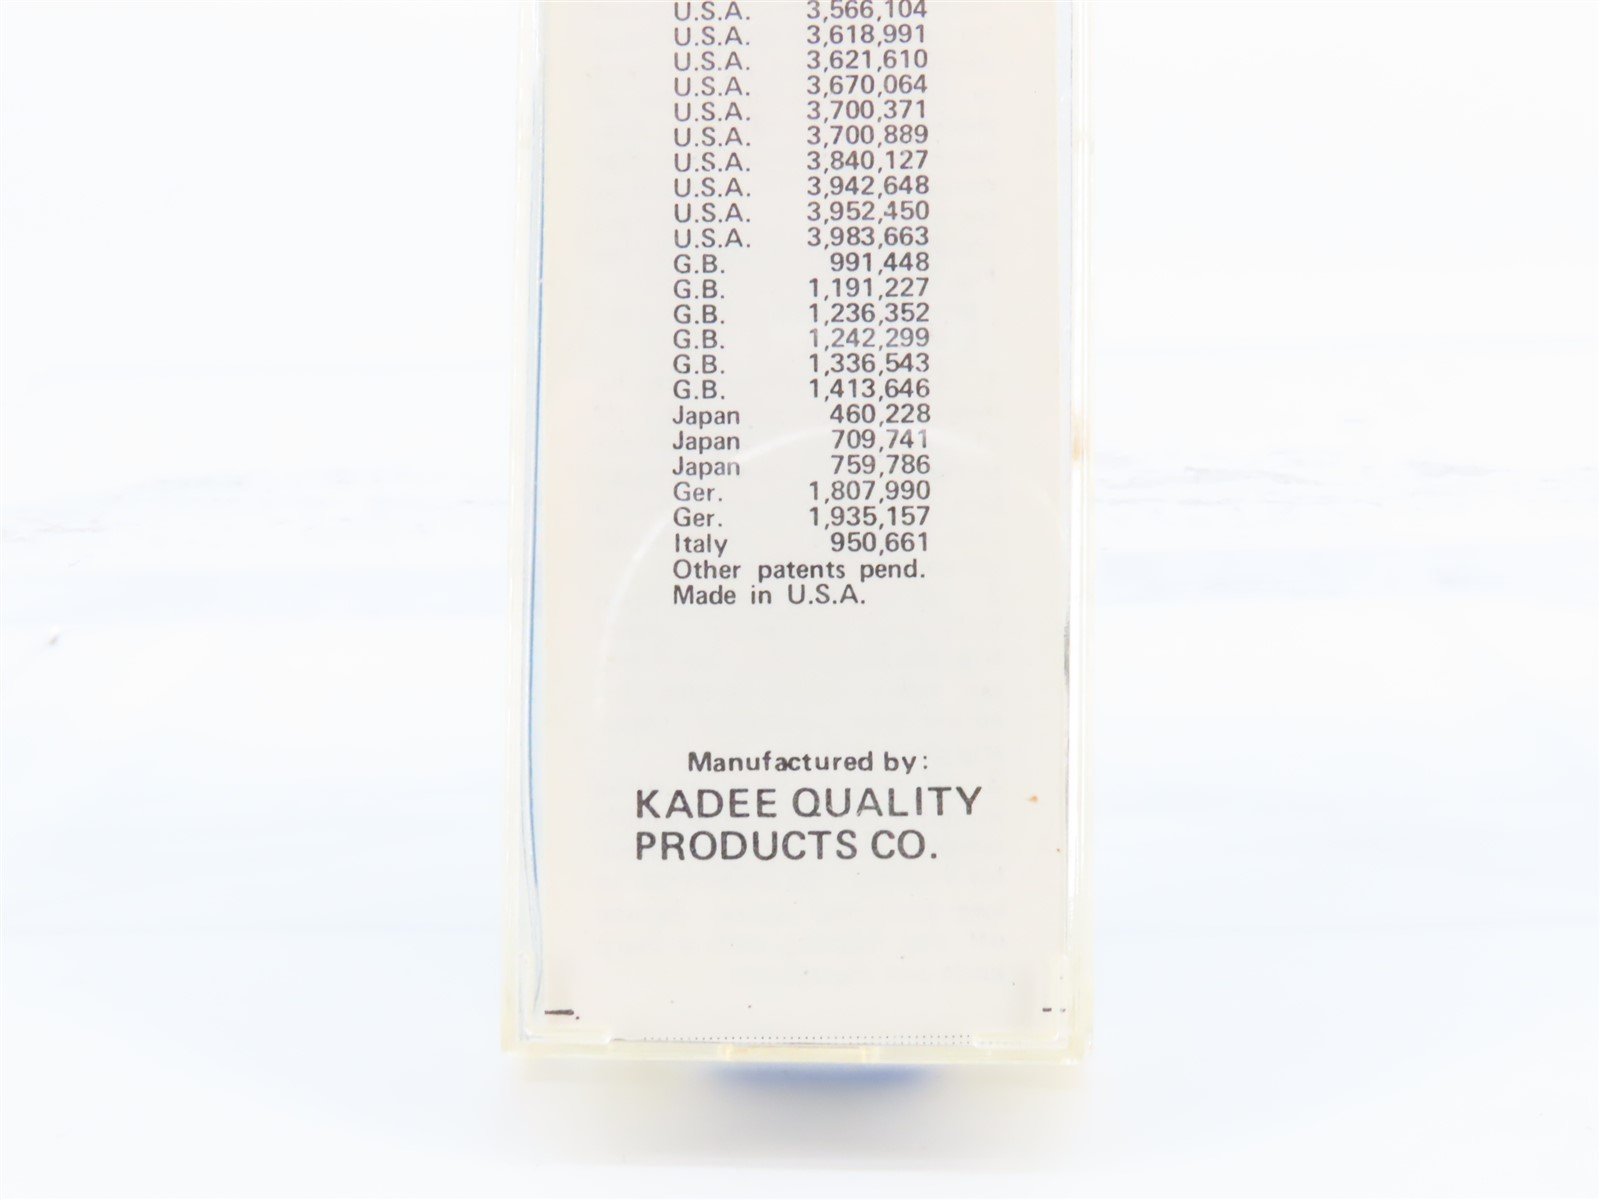 U.S.A. 3,566,104
U.S.A. 3,618,991
U.S.A. 3,621,610
U.S.A. 3,670,064
U.S.A. 3,700,371
U.S.A. 3,700,889
U.S.A. 3,840,127
U.S.A. 3,942,648
U.S.A. 3,952,450
U.S.A. 3,983,663
G.B. 991,448
G.B. 1,191,227
G.B. 1,236,352
G.B. 1,242,299
G.B. 1,336,543
G.B. 1,413,646
Japan 460,228
Japan 709,741
Japan 759,786
Ger. 1,807,990
Ger. 1,935,157
Italy 950,661
Other patents pend.
Made in U.S.A.
Manufactured by:
KADEE QUALITY
PRODUCTS CO.